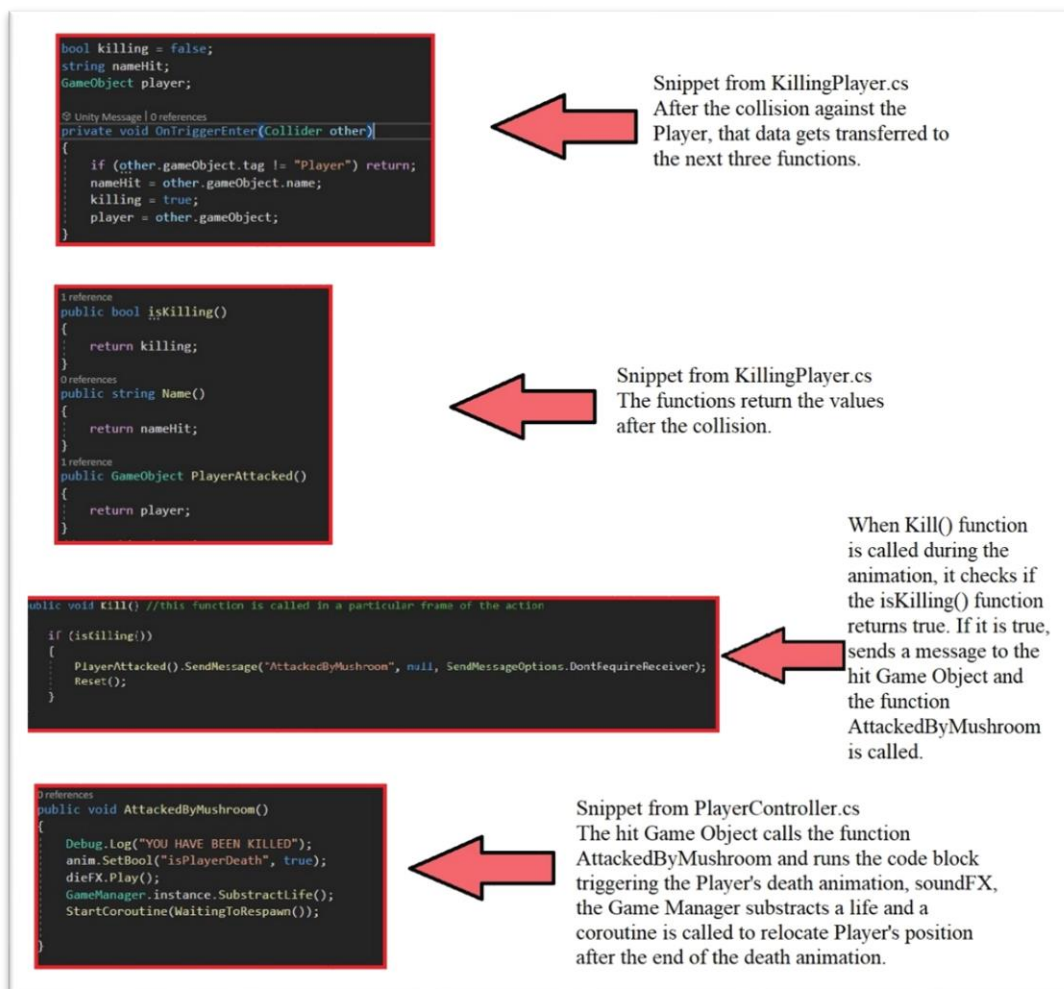 bool killing = false;
string nameHit;
GameObject player;
Unity Message | 0 references
private void OnTriggerEnter(Collider other)
{
if (other.gameObject.tag != "Player") return;
nameHit = other.gameObject.name;
killing = true;
player = other.gameObject;
}
Snippet from KillingPlayer.cs
After the collision against the
Player, that data gets transferred to
the next three functions.
1 reference
public bool isKilling()
{
return killing;
}
0 references
public string Name()
{
return nameHit;
}
1 reference
public GameObject PlayerAttacked()
{
return player;
}
Snippet from KillingPlayer.cs
The functions return the values
after the collision.
ublic void Kill() //this function is called in a particular frame of the action
if (isKilling())
{
PlayerAttacked().SendMessage("AttackedByMushroom", null, SendMessageOptions.DontRequireReceiver);
Reset();
}
When Kill() function
is called during the
animation, it checks if
the isKilling() function
returns true. If it is true,
sends a message to the
hit Game Object and
the function
AttackedByMushroom
is called.
0 references
public void AttackedByMushroom()
{
Debug.Log("YOU HAVE BEEN KILLED");
anim.SetBool("isPlayerDeath", true);
dieFX.Play();
GameManager.instance.SubstractLife();
StartCoroutine(WaitingToRespawn());
}
Snippet from PlayerController.cs
The hit Game Object calls the function
AttackedByMushroom and runs the code block
triggering the Player's death animation, soundFX,
the Game Manager substracts a life and a
coroutine is called to relocate Player's position
after the end of the death animation.